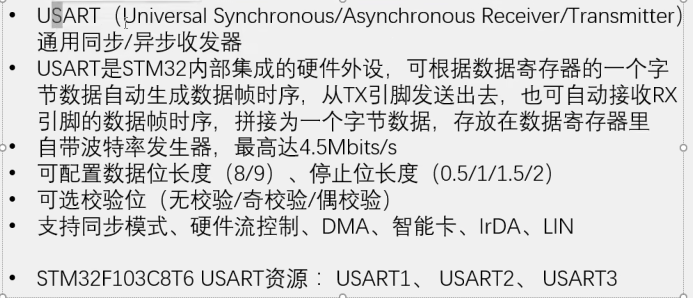 • USART（Universal Synchronous/Asynchronous Receiver/Transmitter）
通用同步/异步收发器
• USART是STM32内部集成的硬件外设，可根据数据寄存器的一个字
节数据自动生成数据帧时序，从TX引脚发送出去，也可自动接收RX
引脚的数据帧时序，拼接为一个字节数据，存放在数据寄存器里
• 自带波特率发生器，最高达4.5Mbits/s
• 可配置数据位长度（8/9）、停止位长度（0.5/1/1.5/2）
• 可选校验位（无校验/奇校验/偶校验）
• 支持同步模式、硬件流控制、DMA、智能卡、IrDA、LIN
• STM32F103C8T6 USART资源： USART1、 USART2、 USART3